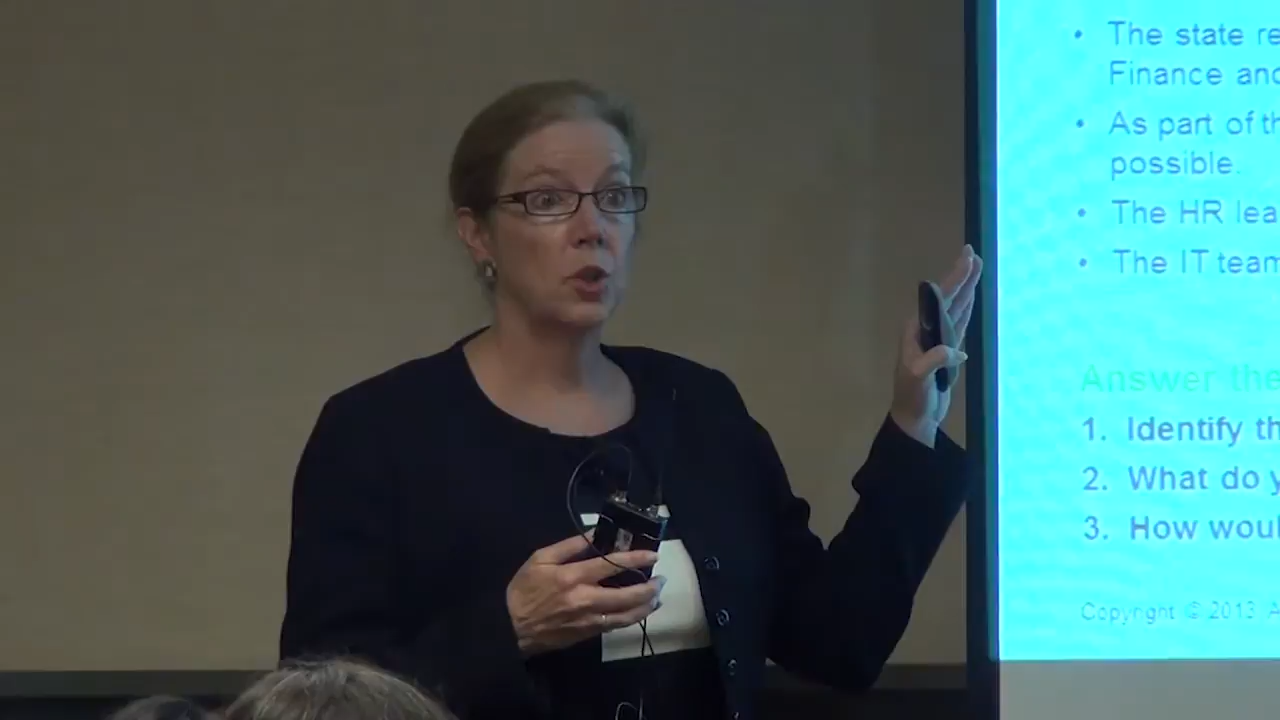 • The state re
Finance and
• As part of th
possible.
• The HR lea
• The IT team
Answer the
1. Identify th
2. What do y
3. How woul
Copyright © 2013 A